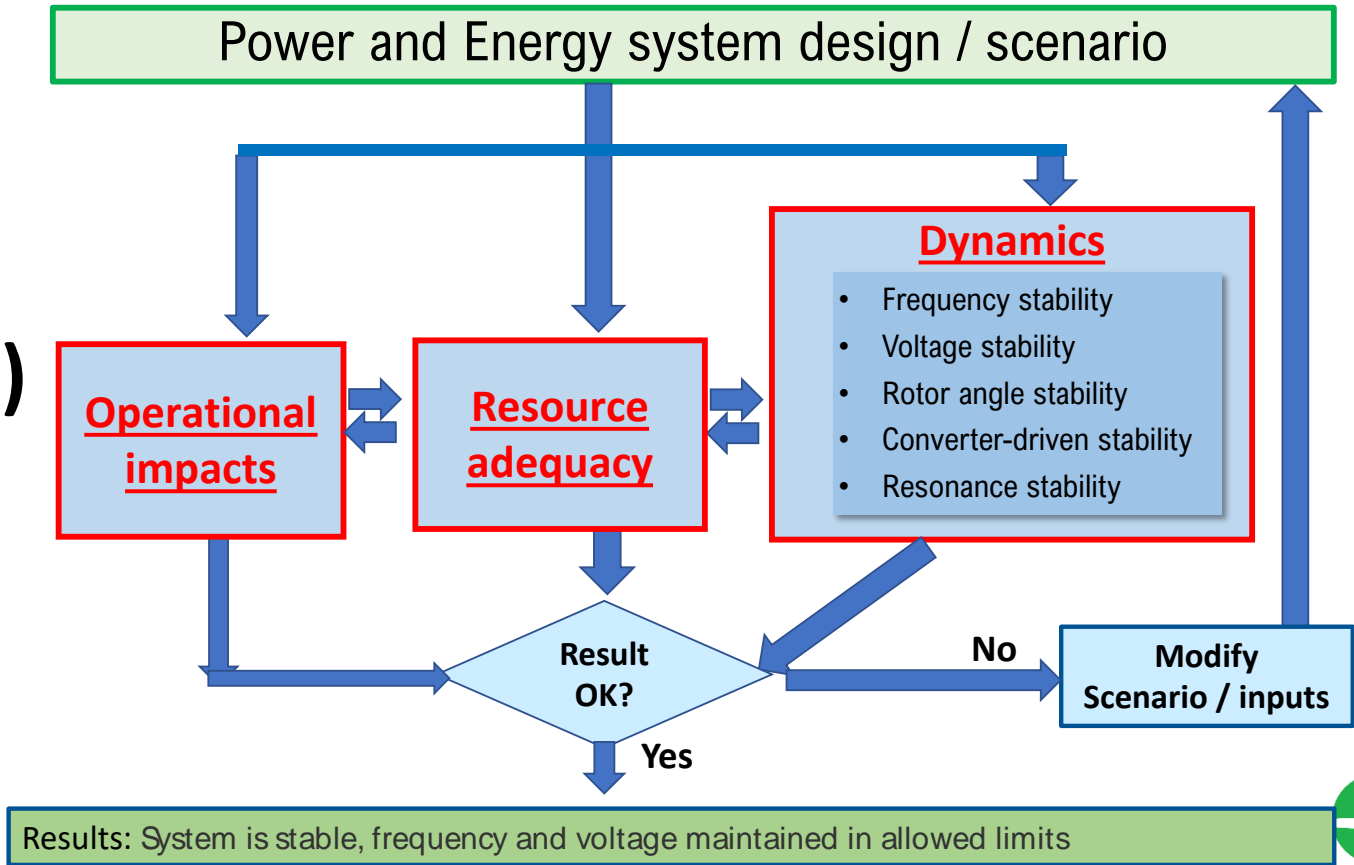 Power and Energy system design / scenario
Dynamics
• Frequency stability
• Voltage stability
• Rotor angle stability
• Converter-driven stability
• Resonance stability
)
Operational
impacts
Resource
adequacy
Result
OK?
No
Modify
Scenario / inputs
Yes
Results: System is stable, frequency and voltage maintained in allowed limits